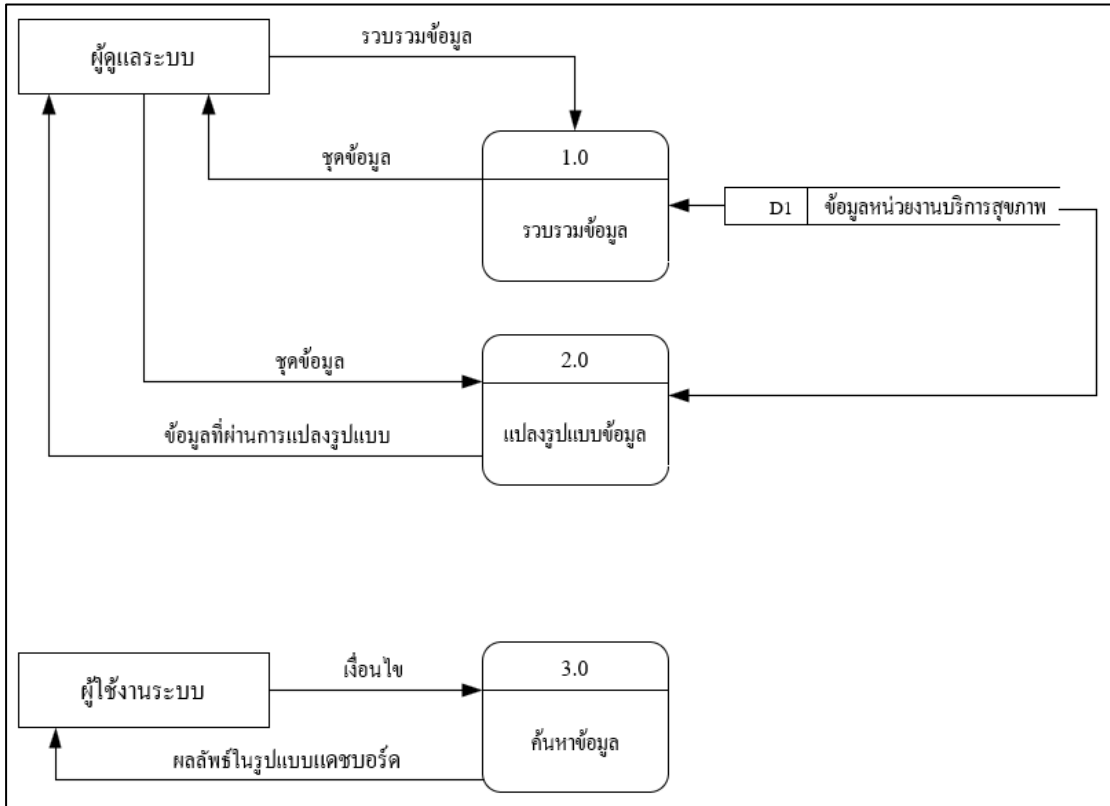 รวบรวมข้อมูล
ผู้ดูแลระบบ
ชุดข้อมูล
1.0
D1 ข้อมูลหน่วยงานบริการสุขภาพ
รวบรวมข้อมูล
ชุดข้อมูล
2.0
ข้อมูลที่ผ่านการแปลงรูปแบบ
แปลงรูปแบบข้อมูล
เงื่อนไข
3.0
ผู้ใช้งานระบบ
ค้นหาข้อมูล
ผลลัพธ์ในรูปแบบแดชบอร์ด